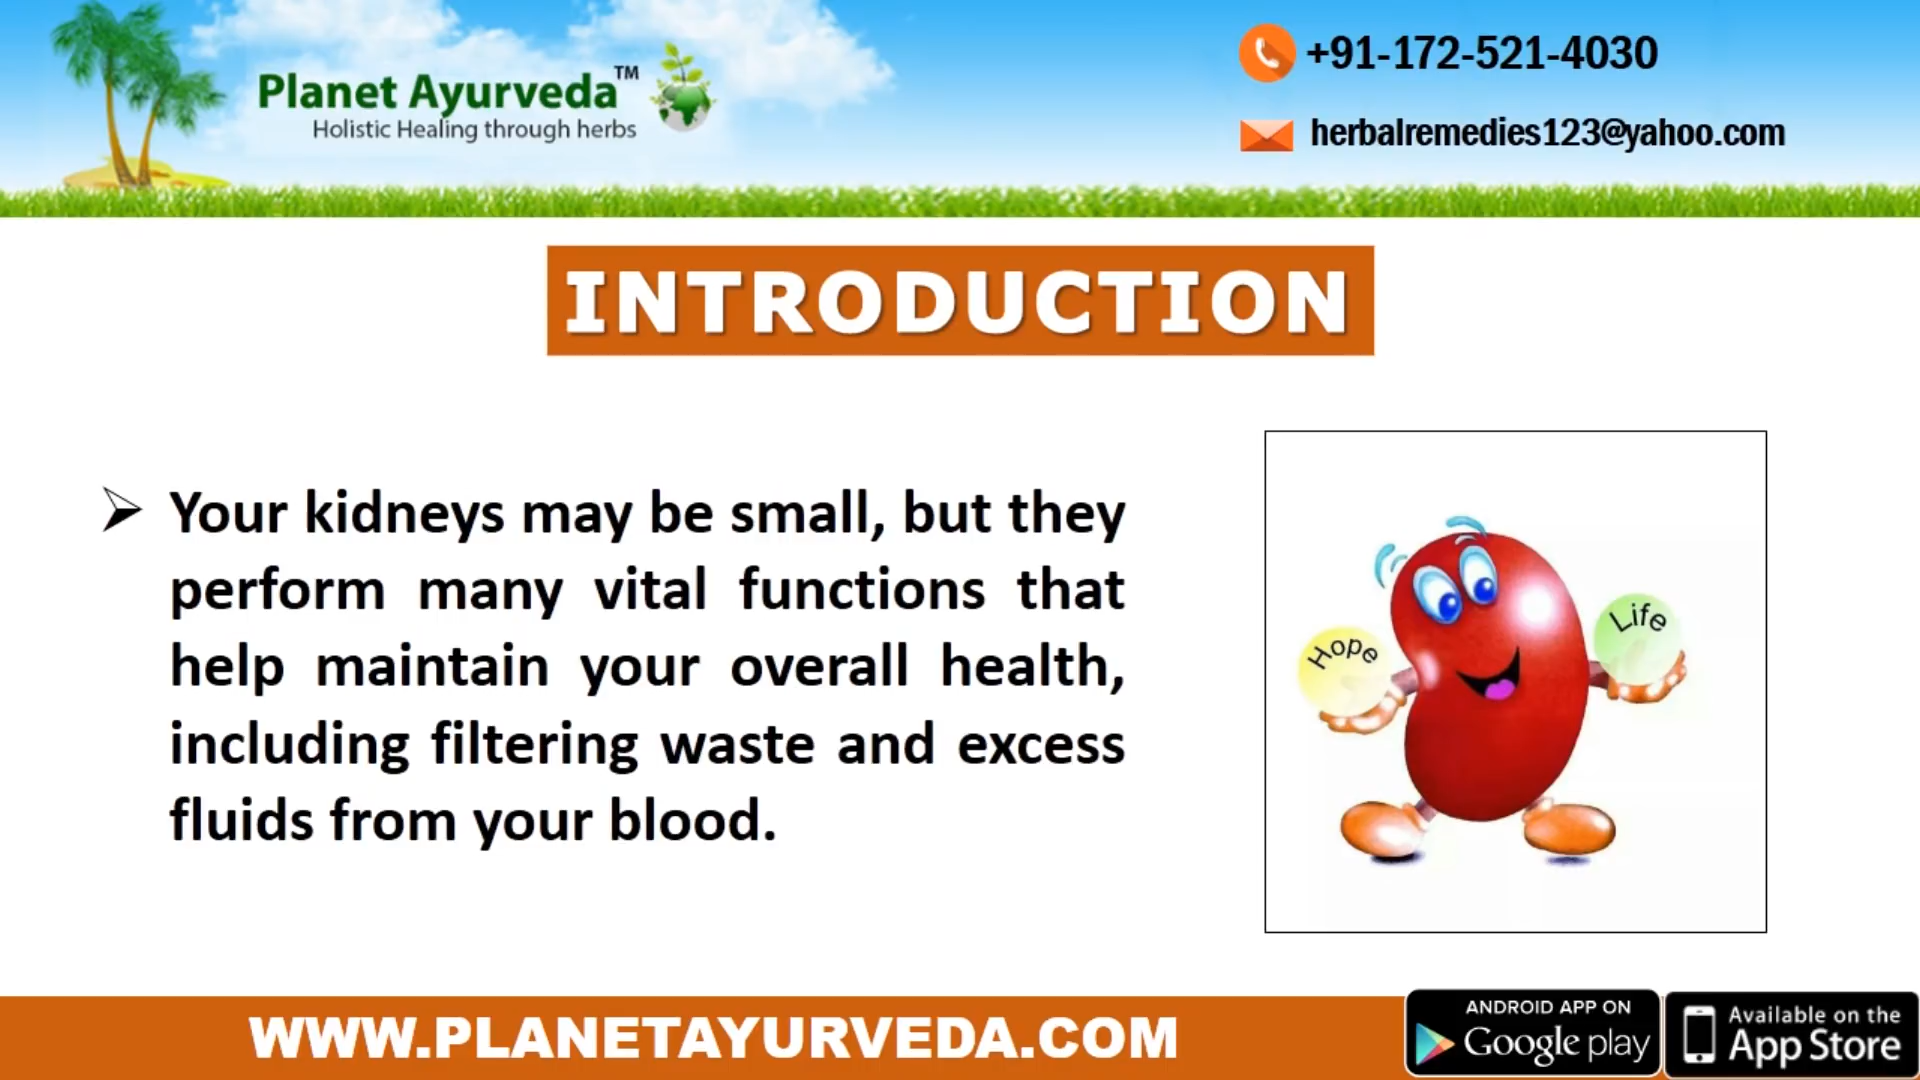 Planet Ayurveda™
Holistic Healing through herbs
+91-172-521-4030
herbalremedies123@yahoo.com
INTRODUCTION
➢ Your kidneys may be small, but they
perform many vital functions that
help maintain your overall health,
including filtering waste and excess
fluids from your blood.
Hope
Life
WWW.PLANETAYURVEDA.COM
ANDROID APP ON
Google play
Available on the
App Store